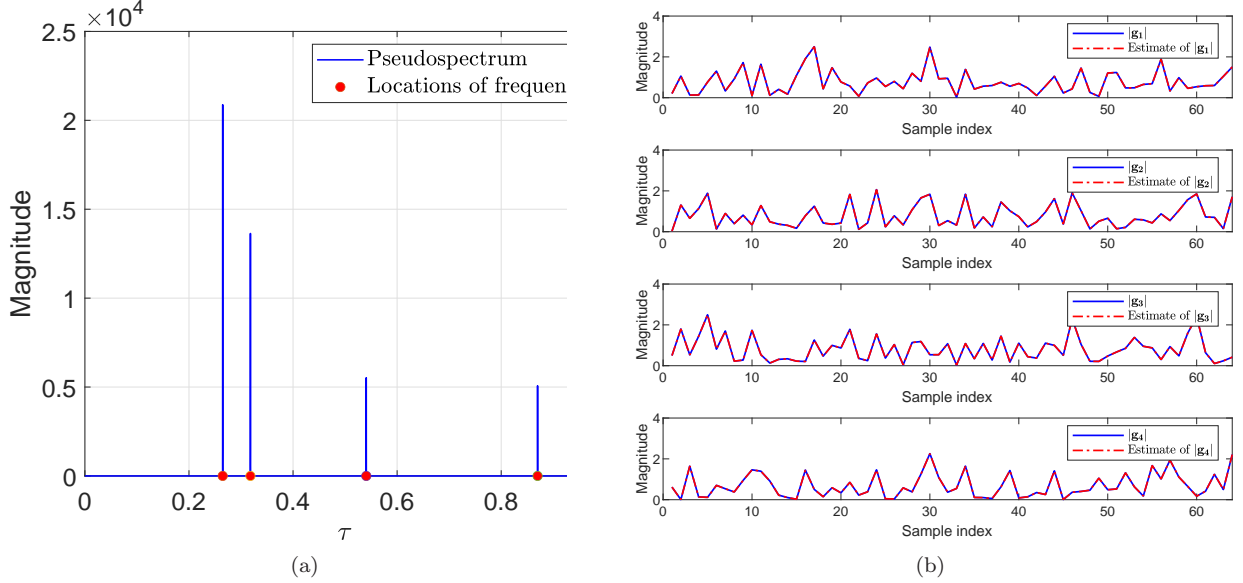 ×10⁴
2.5
2
1.5
1
0.5
0
Magnitude
Pseudospectrum
Locations of frequen
0 0.2 0.4 0.6 0.8
τ
(a)
4
2
0
Magnitude
|g₁|
Estimate of |g₁|
0 10 20 30 40 50 60
Sample index
4
2
0
Magnitude
|g₂|
Estimate of |g₂|
0 10 20 30 40 50 60
Sample index
4
2
0
Magnitude
|g₃|
Estimate of |g₃|
0 10 20 30 40 50 60
Sample index
4
2
0
Magnitude
|g₄|
Estimate of |g₄|
0 10 20 30 40 50 60
Sample index
(b)